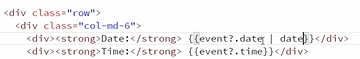 <div class="row">
<div class="col-md-6">
<div><strong>Date:</strong> {{event?.date | date}}</div>
<div><strong>Time:</strong> {{event?.time}}</div>